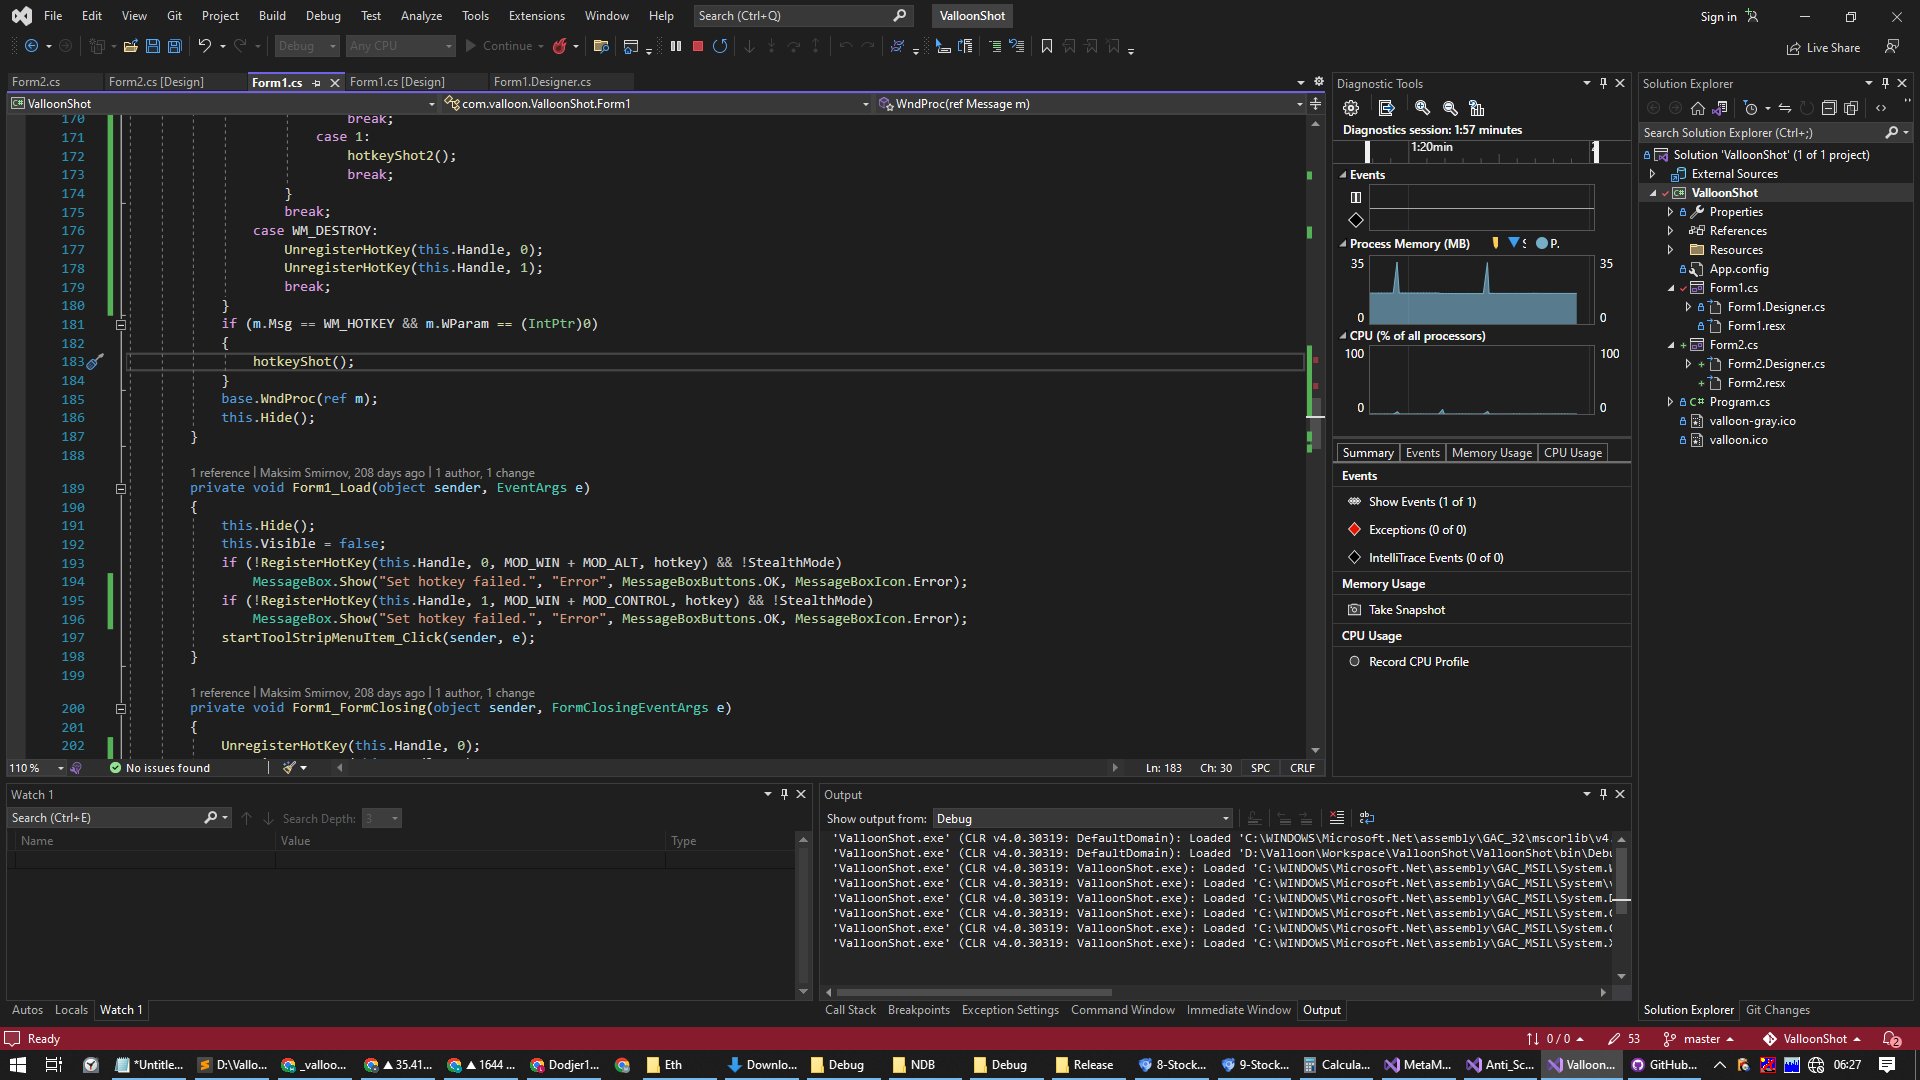 File Edit View Git Project Build Debug Test Analyze Tools Extensions Window Help Search (Ctrl+Q) ValloonShot Sign in
Debug Any CPU Continue Live Share
Form2.cs Form2.cs [Design] Form1.cs Form1.cs [Design] Form1.Designer.cs
ValloonShot com.valloon.ValloonShot.Form1 WndProc(ref Message m)
170 break;
171 case 1:
172 hotkeyShot2();
173 break;
174 }
175 break;
176 case WM_DESTROY:
177 UnregisterHotKey(this.Handle, 0);
178 UnregisterHotKey(this.Handle, 1);
179 break;
180 }
181 if (m.Msg == WM_HOTKEY && m.WParam == (IntPtr)0)
182 {
183 hotkeyShot();
184 }
185 base.WndProc(ref m);
186 this.Hide();
187 }
188
1 reference | Maksim Smirnov, 208 days ago | 1 author, 1 change
189 private void Form1_Load(object sender, EventArgs e)
190 {
191 this.Hide();
192 this.Visible = false;
193 if (!RegisterHotKey(this.Handle, 0, MOD_WIN + MOD_ALT, hotkey) && !StealthMode)
194 MessageBox.Show("Set hotkey failed.", "Error", MessageBoxButtons.OK, MessageBoxIcon.Error);
195 if (!RegisterHotKey(this.Handle, 1, MOD_WIN + MOD_CONTROL, hotkey) && !StealthMode)
196 MessageBox.Show("Set hotkey failed.", "Error", MessageBoxButtons.OK, MessageBoxIcon.Error);
197 startToolStripMenuItem_Click(sender, e);
198 }
199
1 reference | Maksim Smirnov, 208 days ago | 1 author, 1 change
200 private void Form1_FormClosing(object sender, FormClosingEventArgs e)
201 {
202 UnregisterHotKey(this.Handle, 0);
110 % No issues found Ln: 183 Ch: 30 SPC CRLF
Diagnostic Tools
Diagnostics session: 1:57 minutes
1:20min
Events
Process Memory (MB) S P.
35 35
0 0
CPU (% of all processors)
100 100
0 0
Summary Events Memory Usage CPU Usage
Events
Show Events (1 of 1)
Exceptions (0 of 0)
IntelliTrace Events (0 of 0)
Memory Usage
Take Snapshot
CPU Usage
Record CPU Profile
Solution Explorer
Search Solution Explorer (Ctrl+;)
Solution 'ValloonShot' (1 of 1 project)
External Sources
ValloonShot
Properties
References
Resources
App.config
Form1.cs
Form1.Designer.cs
Form1.resx
Form2.cs
Form2.Designer.cs
Form2.resx
Program.cs
valloon-gray.ico
valloon.ico
Solution Explorer Git Changes
Watch 1
Search (Ctrl+E) Search Depth: 3
Name Value Type
Autos Locals Watch 1
Output
Show output from: Debug
'ValloonShot.exe' (CLR v4.0.30319: DefaultDomain): Loaded 'C:\WINDOWS\Microsoft.Net\assembly\GAC_32\mscorlib\v4.
'ValloonShot.exe' (CLR v4.0.30319: DefaultDomain): Loaded 'D:\Valloon\Workspace\ValloonShot\ValloonShot\bin\Debu
'ValloonShot.exe' (CLR v4.0.30319: ValloonShot.exe): Loaded 'C:\WINDOWS\Microsoft.Net\assembly\GAC_MSIL\System.W
'ValloonShot.exe' (CLR v4.0.30319: ValloonShot.exe): Loaded 'C:\WINDOWS\Microsoft.Net\assembly\GAC_MSIL\System\v
'ValloonShot.exe' (CLR v4.0.30319: ValloonShot.exe): Loaded 'C:\WINDOWS\Microsoft.Net\assembly\GAC_MSIL\System.D
'ValloonShot.exe' (CLR v4.0.30319: ValloonShot.exe): Loaded 'C:\WINDOWS\Microsoft.Net\assembly\GAC_MSIL\System.C
'ValloonShot.exe' (CLR v4.0.30319: ValloonShot.exe): Loaded 'C:\WINDOWS\Microsoft.Net\assembly\GAC_MSIL\System.C
'ValloonShot.exe' (CLR v4.0.30319: ValloonShot.exe): Loaded 'C:\WINDOWS\Microsoft.Net\assembly\GAC_MSIL\System.X
Call Stack Breakpoints Exception Settings Command Window Immediate Window Output
Ready 0 / 0 53 master ValloonShot 2
*Untitle... D:\Vallo... _valloo... ▲ 35.41... ▲ 1644 ... Dodjer1... Eth Downlo... Debug NDB Debug Release 8-Stock... 9-Stock... Calcula... MetaM... Anti_Sc... Valloon... GitHub... 06:27